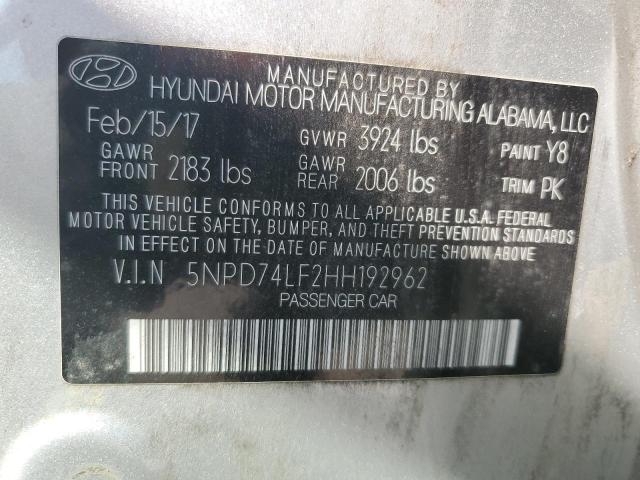 MANUFACTURED BY
HYUNDAI MOTOR MANUFACTURING ALABAMA, LLC
Feb/15/17 GVWR 3924 lbs PAINT Y8
GAWR FRONT 2183 lbs GAWR REAR 2006 lbs TRIM PK
THIS VEHICLE CONFORMS TO ALL APPLICABLE U.S.A. FEDERAL
MOTOR VEHICLE SAFETY, BUMPER, AND THEFT PREVENTION STANDARDS
IN EFFECT ON THE DATE OF MANUFACTURE SHOWN ABOVE.
V.I.N 5NPD74LF2HH192962
PASSENGER CAR